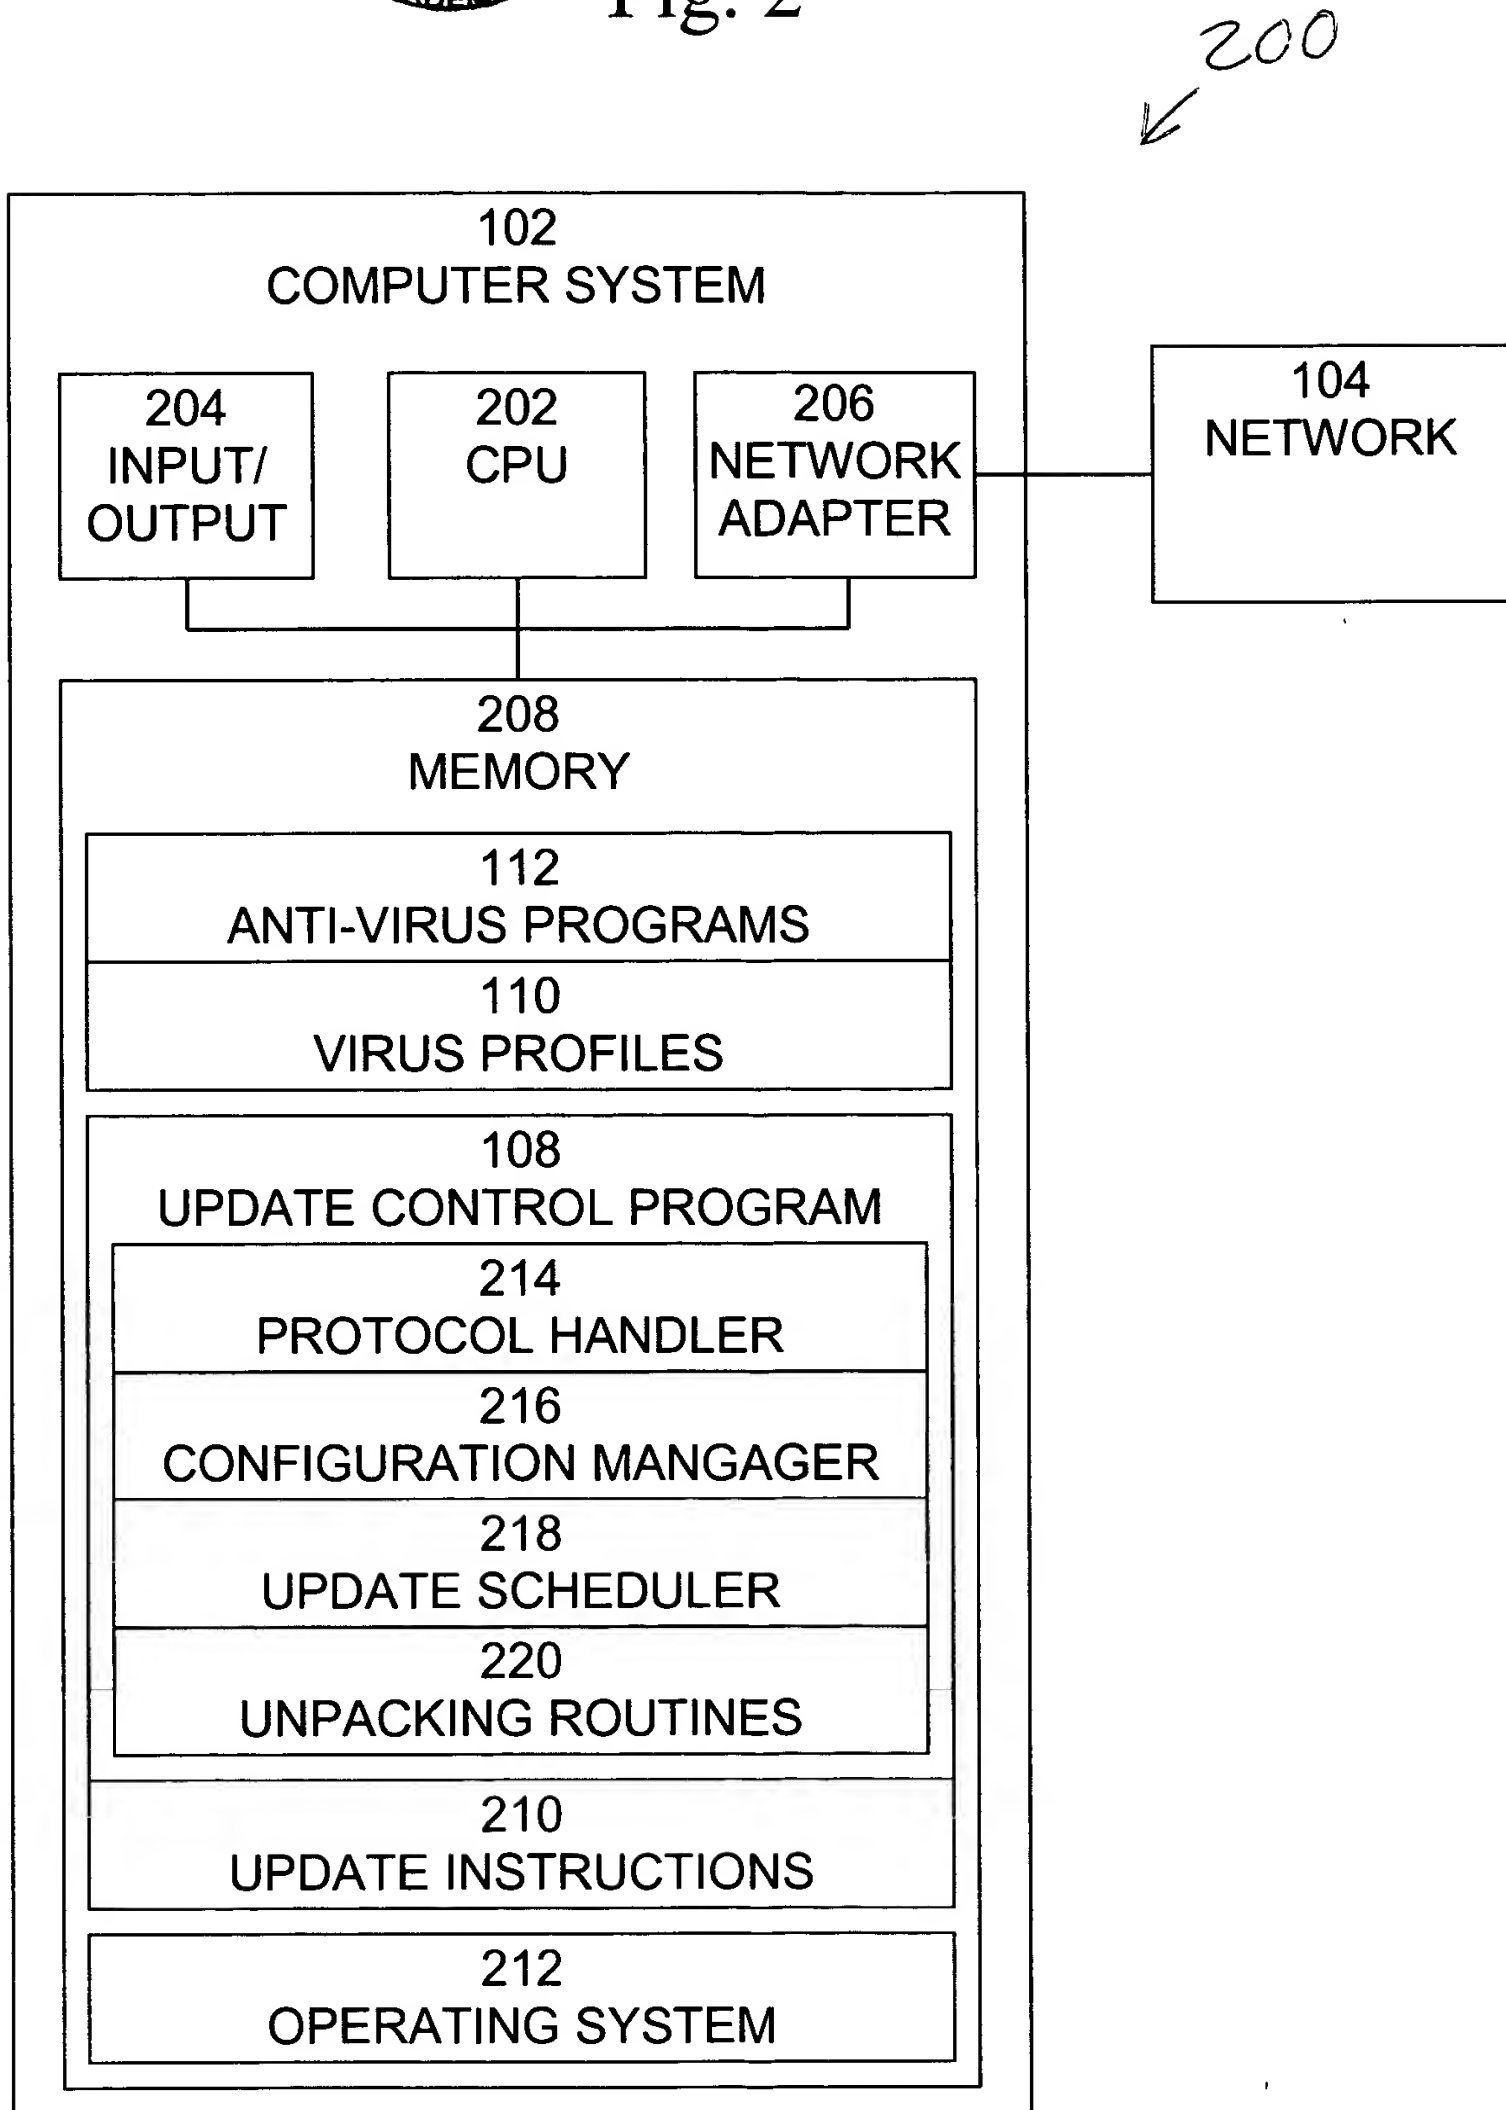 Fig. 2
200
102
COMPUTER SYSTEM
204
INPUT/
OUTPUT
202
CPU
206
NETWORK
ADAPTER
104
NETWORK
208
MEMORY
112
ANTI-VIRUS PROGRAMS
110
VIRUS PROFILES
108
UPDATE CONTROL PROGRAM
214
PROTOCOL HANDLER
216
CONFIGURATION MANGAGER
218
UPDATE SCHEDULER
220
UNPACKING ROUTINES
210
UPDATE INSTRUCTIONS
212
OPERATING SYSTEM